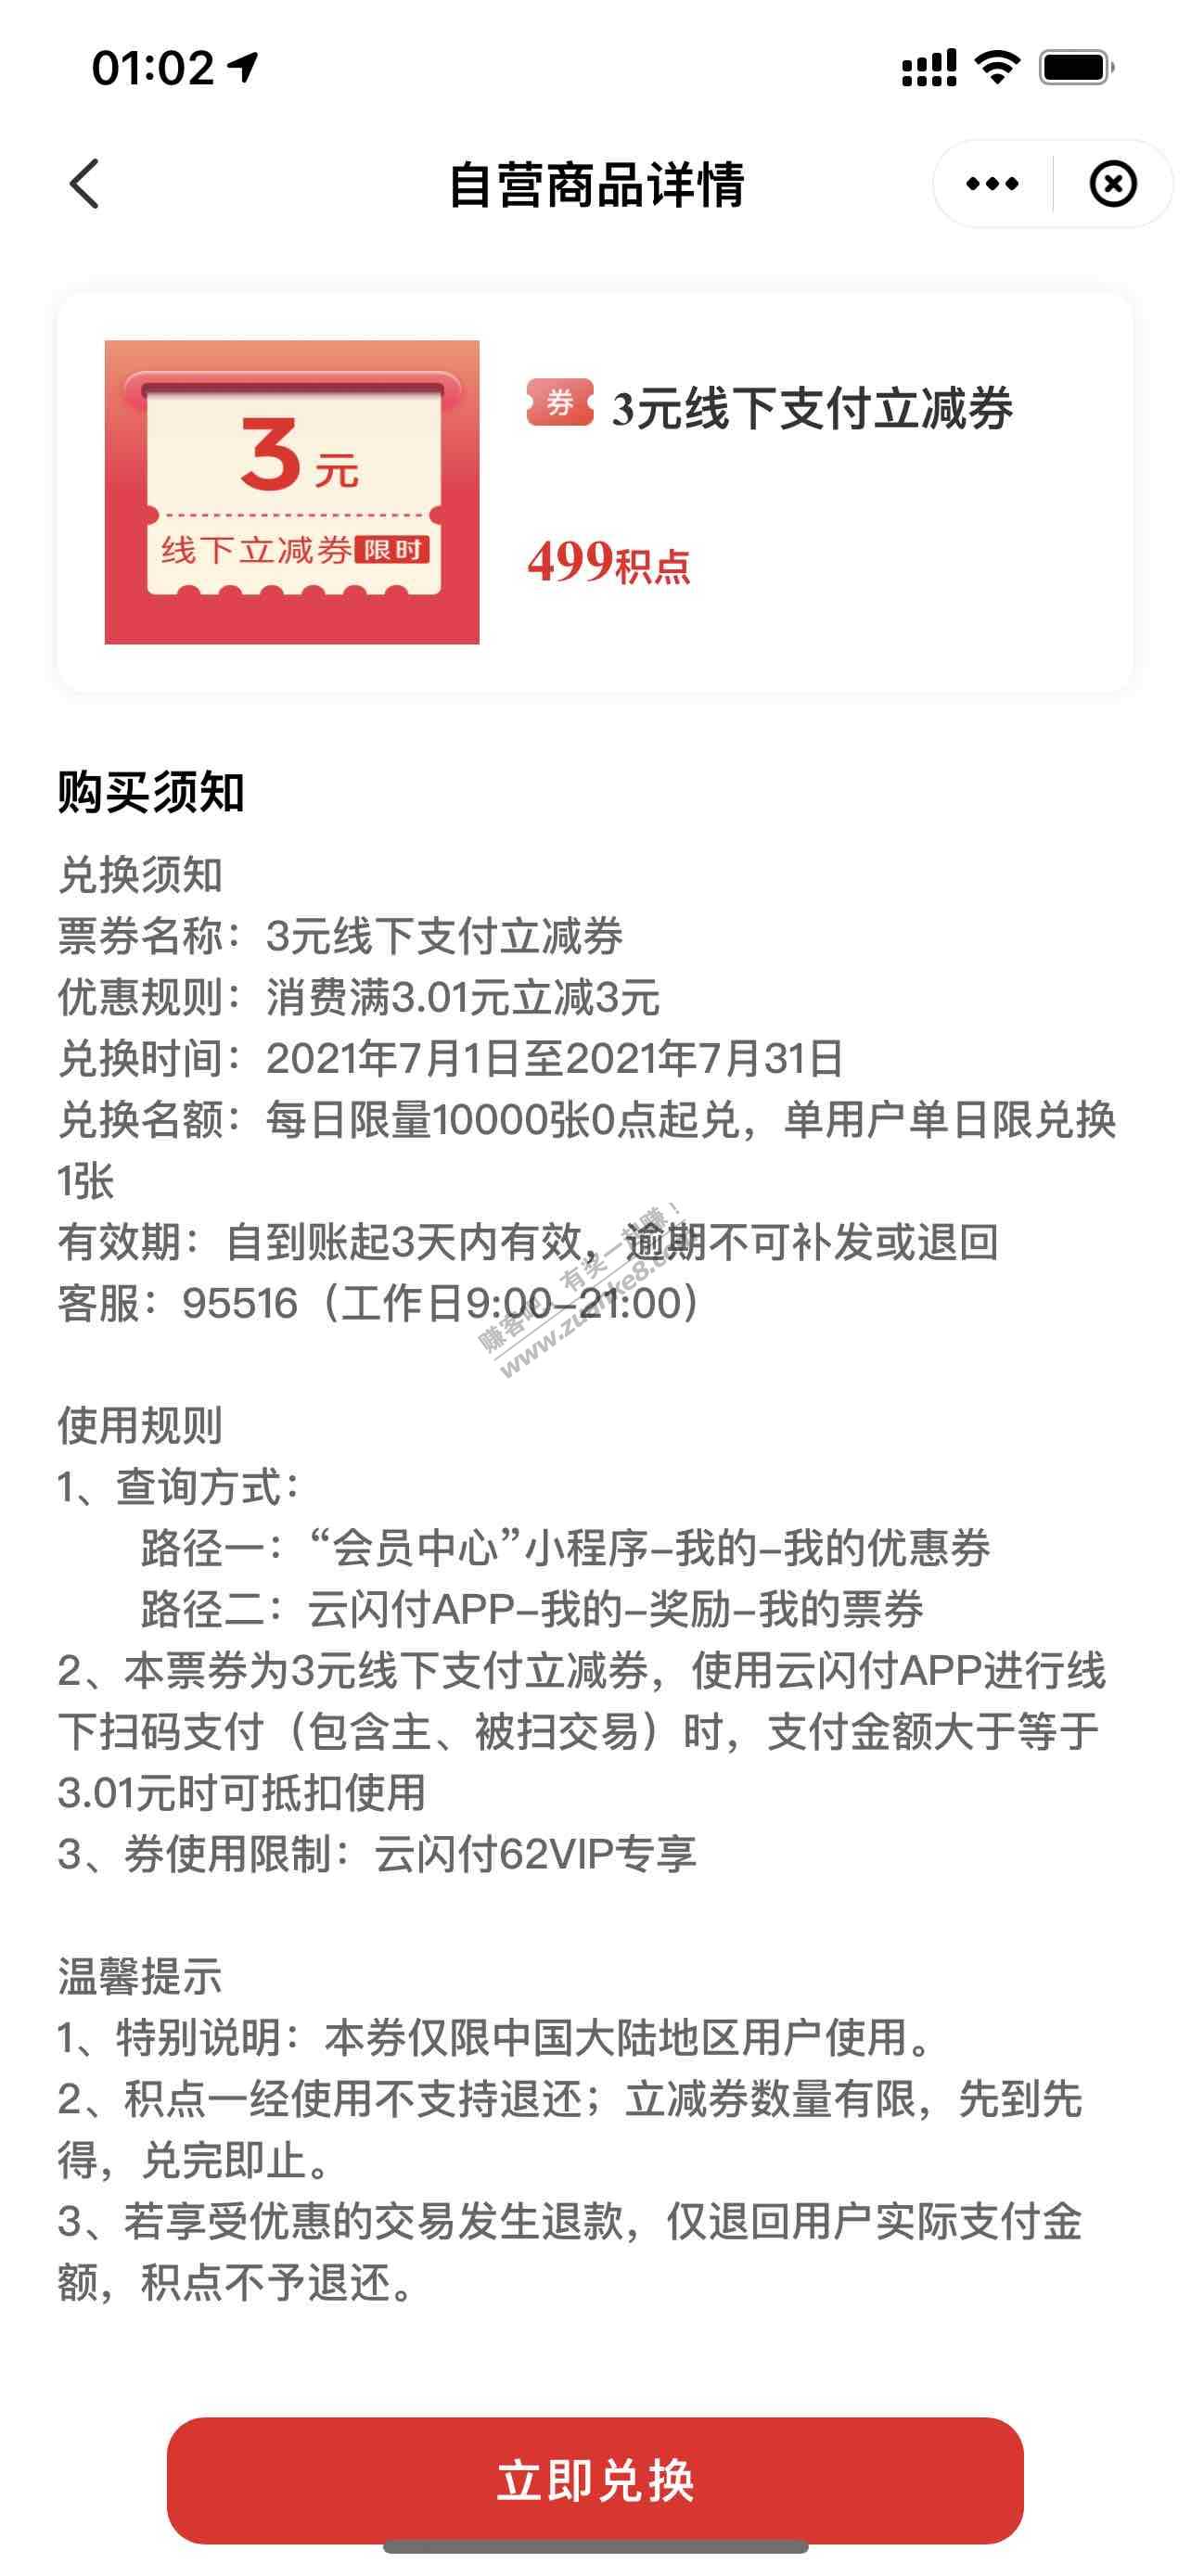 01:02
自营商品详情
3元
线下立减券限时
券 3元线下支付立减券
499积点
购买须知
兑换须知
票券名称：3元线下支付立减券
优惠规则：消费满3.01元立减3元
兑换时间：2021年7月1日至2021年7月31日
兑换名额：每日限量10000张0点起兑，单用户单日限兑换
1张
有效期：自到账起3天内有效，逾期不可补发或退回
客服：95516（工作日9:00-21:00）
赚客吧，有奖一起赚！
www.zuanke8.com
使用规则
1、查询方式：
路径一：“会员中心”小程序-我的-我的优惠券
路径二：云闪付APP-我的-奖励-我的票券
2、本票券为3元线下支付立减券，使用云闪付APP进行线
下扫码支付（包含主、被扫交易）时，支付金额大于等于
3.01元时可抵扣使用
3、券使用限制：云闪付62VIP专享
温馨提示
1、特别说明：本券仅限中国大陆地区用户使用。
2、积点一经使用不支持退还；立减券数量有限，先到先
得，兑完即止。
3、若享受优惠的交易发生退款，仅退回用户实际支付金
额，积点不予退还。
立即兑换